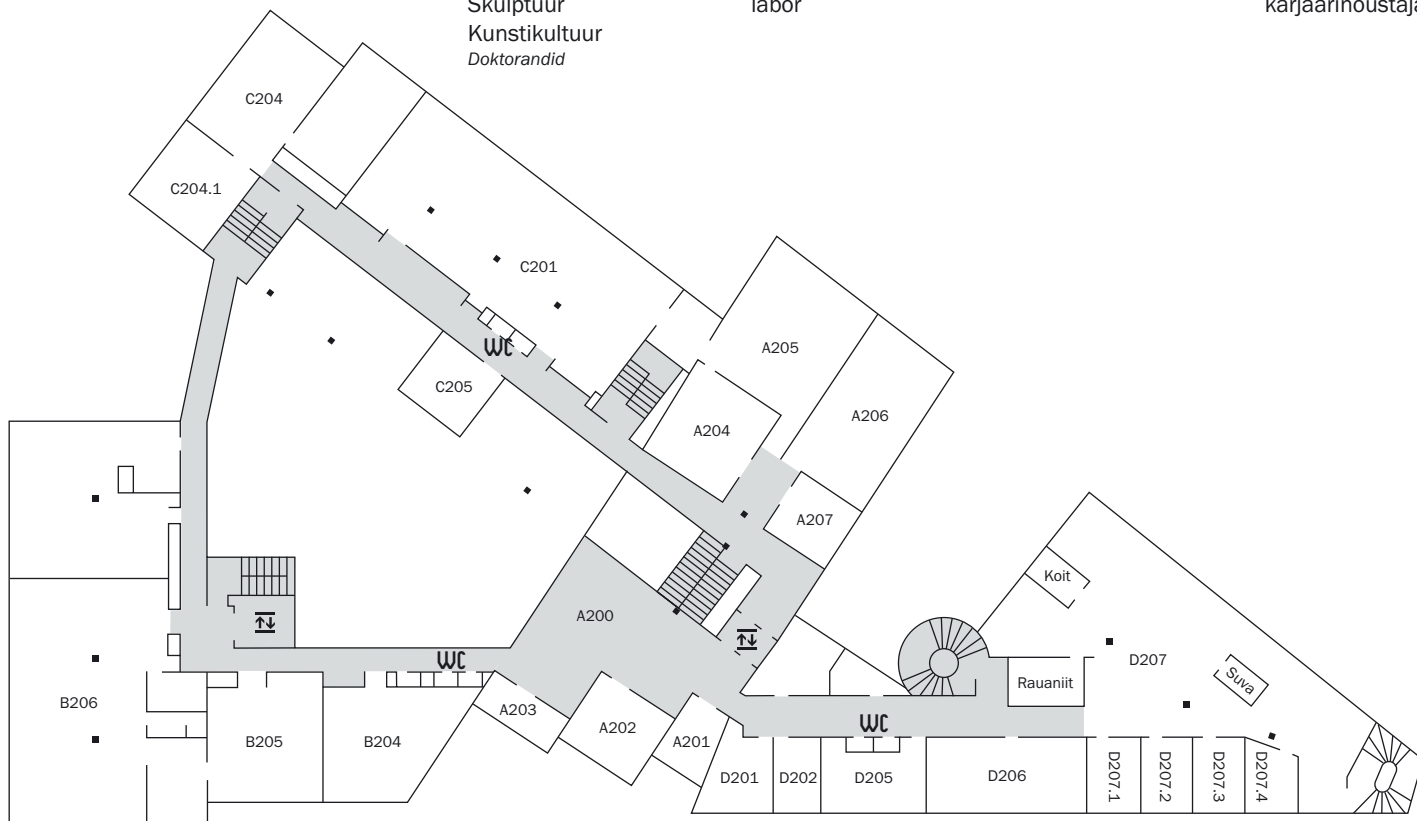 Skulptuur
labor
karjäärinõustaja
Kunstikultuur
Doktorandid
C204
C204.1
C201
WC
C205
A205
A206
A204
A207
A200
Koit
D207
Suva
Rauaniit
WC
A203
A202
A201
WC
B206
B205
B204
D201
D202
D205
D206
D207.1
D207.2
D207.3
D207.4